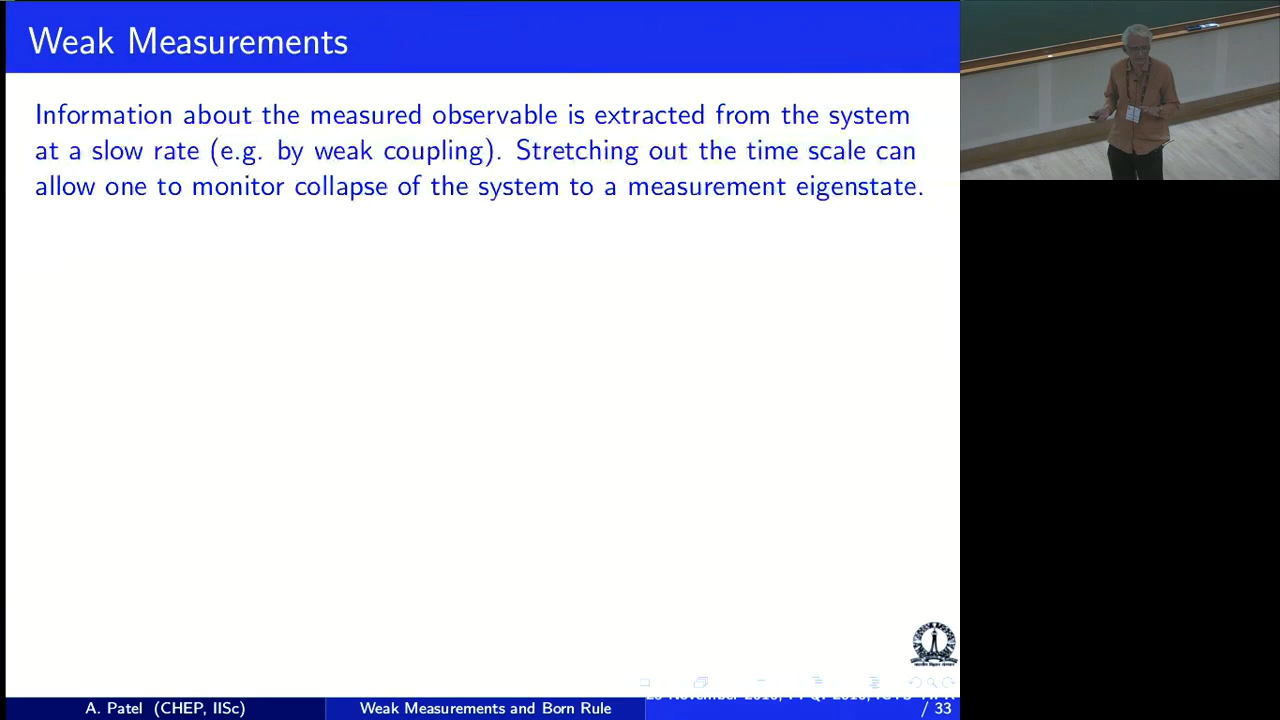 Weak Measurements
Information about the measured observable is extracted from the system
at a slow rate (e.g. by weak coupling). Stretching out the time scale can
allow one to monitor collapse of the system to a measurement eigenstate.
A. Patel (CHEP, IISc)
Weak Measurements and Born Rule
/ 33